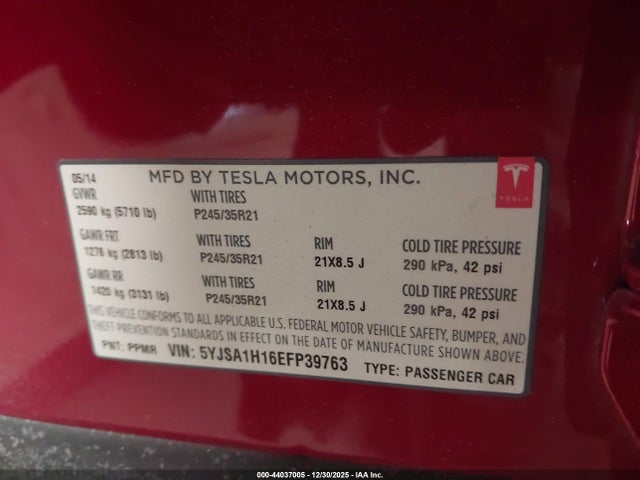 05/14 MFD BY TESLA MOTORS, INC.
GVWR WITH TIRES
2590 kg (5710 lb) P245/35R21
GAWR FRT WITH TIRES RIM COLD TIRE PRESSURE
1276 kg (2813 lb) P245/35R21 21X8.5 J 290 kPa, 42 psi
GAWR RR WITH TIRES RIM COLD TIRE PRESSURE
1420 kg (3131 lb) P245/35R21 21X8.5 J 290 kPa, 42 psi
THIS VEHICLE CONFORMS TO ALL APPLICABLE U.S. FEDERAL MOTOR VEHICLE SAFETY, BUMPER, AND
THEFT PREVENTION STANDARDS IN EFFECT ON THE DATE OF MANUFACTURE SHOWN ABOVE.
PNT: PPMR VIN: 5YJSA1H16EFP39763 TYPE: PASSENGER CAR
TESLA
000-44037005 - 12/30/2025 - IAA Inc.